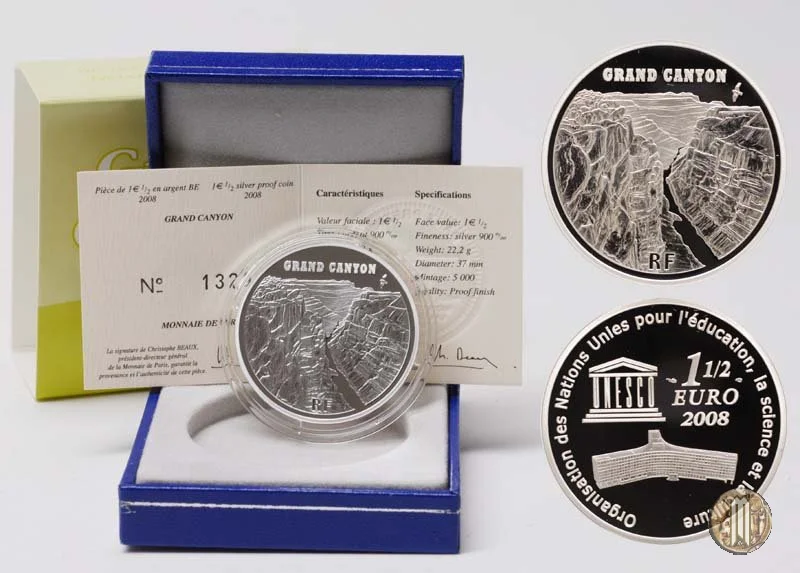 Pièce de 1€ 1/2 en argent BE
2008
1€ 1/2 silver proof coin
2008
GRAND CANYON
Nº 132
MONNAIE DE
La signature de Christophe BEAUX,
président-directeur général
de la Monnaie de Paris, garantie la
provenance et l'authenticité de cette pièce.
Caractéristiques
Valeur faciale : 1€ 1/2
900 °/°°
Specifications
Face value: 1€ 1/2
Fineness: silver 900 °/°°
Weight: 22,2 g
Diameter: 37 mm
Mintage: 5 000
Quality: Proof finish
GRAND CANYON
RF
GRAND CANYON
RF
Organisation des Nations Unies pour l'éducation, la science et la
UNESCO
1 1/2
EURO
2008